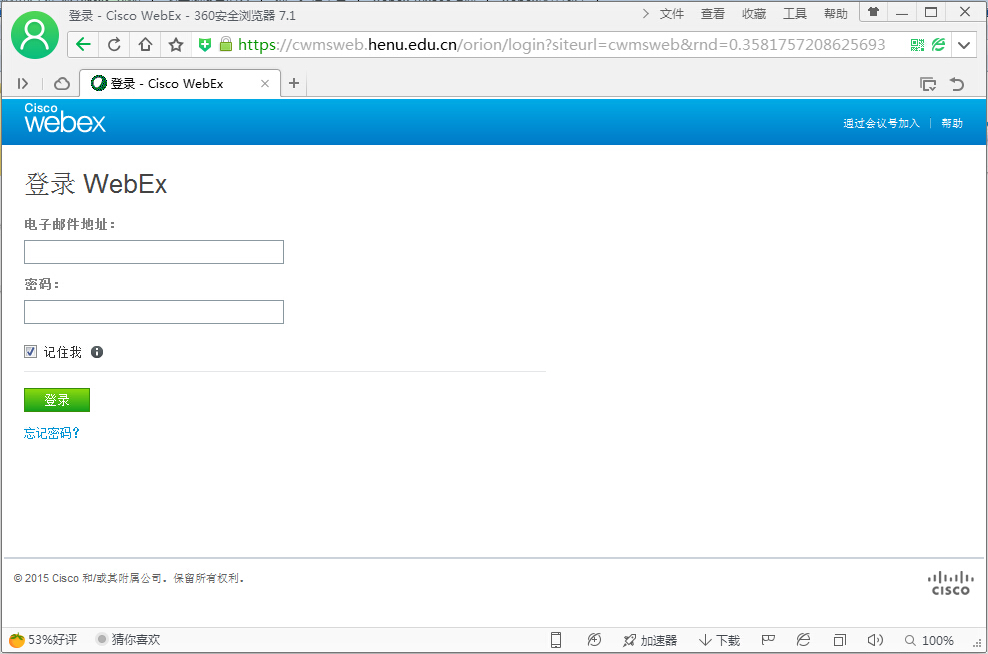 登录 - Cisco WebEx - 360安全浏览器 7.1
文件 查看 收藏 工具 帮助
https://cwmsweb.henu.edu.cn/orion/login?siteurl=cwmsweb&rnd=0.3581757208625693
登录 - Cisco WebEx
Cisco
webex
通过会议号加入 | 帮助
登录 WebEx
电子邮件地址：
密码：
记住我
登录
忘记密码?
© 2015 Cisco 和/或其附属公司。保留所有权利。
CISCO
53%好评 猜你喜欢 加速器 下载 100%